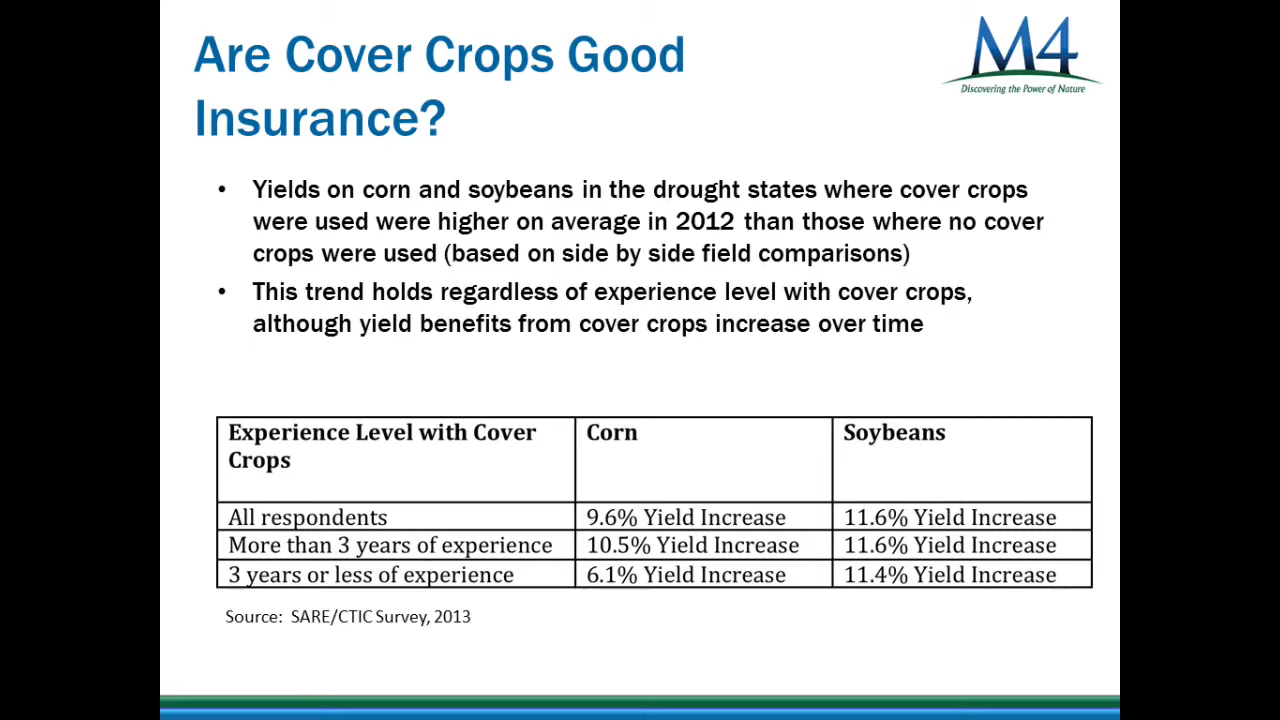 Are Cover Crops Good
Insurance?
M4
Discovering the Power of Nature
• Yields on corn and soybeans in the drought states where cover crops
were used were higher on average in 2012 than those where no cover
crops were used (based on side by side field comparisons)
• This trend holds regardless of experience level with cover crops,
although yield benefits from cover crops increase over time
Experience Level with Cover Crops Corn Soybeans
All respondents 9.6% Yield Increase 11.6% Yield Increase
More than 3 years of experience 10.5% Yield Increase 11.6% Yield Increase
3 years or less of experience 6.1% Yield Increase 11.4% Yield Increase
Source: SARE/CTIC Survey, 2013